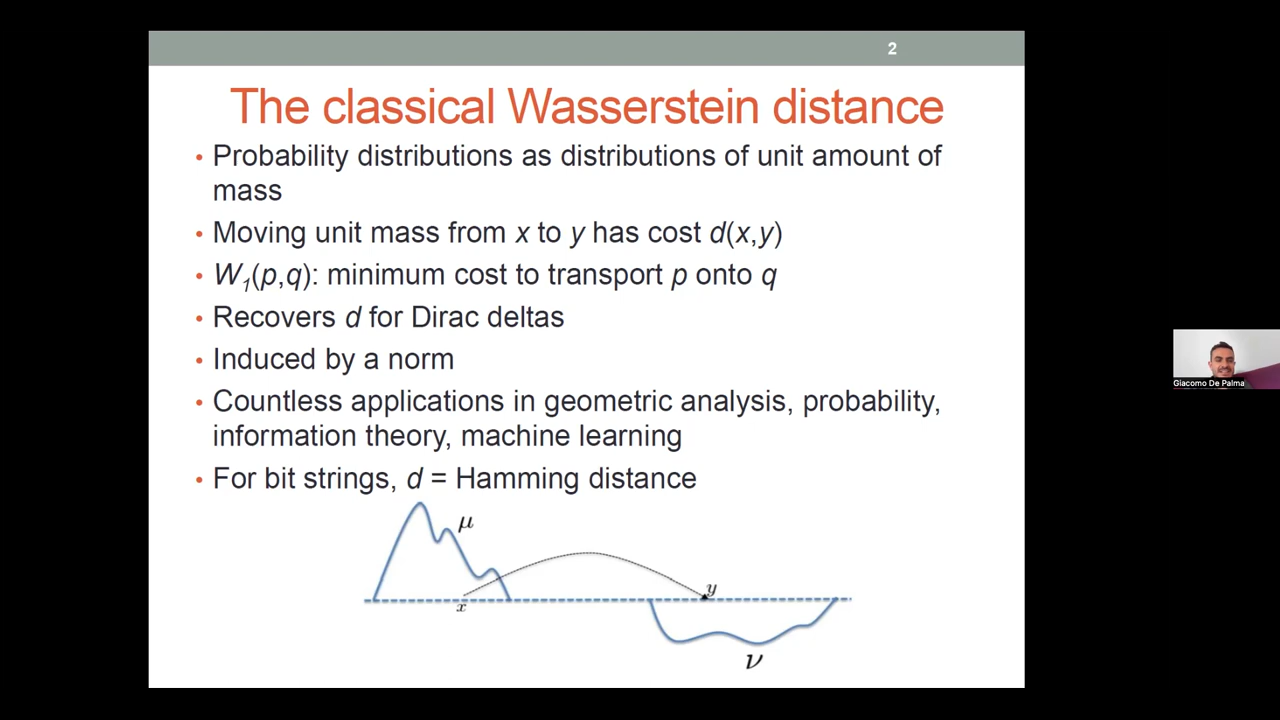 2
The classical Wasserstein distance
• Probability distributions as distributions of unit amount of
mass
• Moving unit mass from x to y has cost d(x,y)
• W₁(p,q): minimum cost to transport p onto q
• Recovers d for Dirac deltas
• Induced by a norm
• Countless applications in geometric analysis, probability,
information theory, machine learning
• For bit strings, d = Hamming distance
μ
y
x
ν
Giacomo De Palma